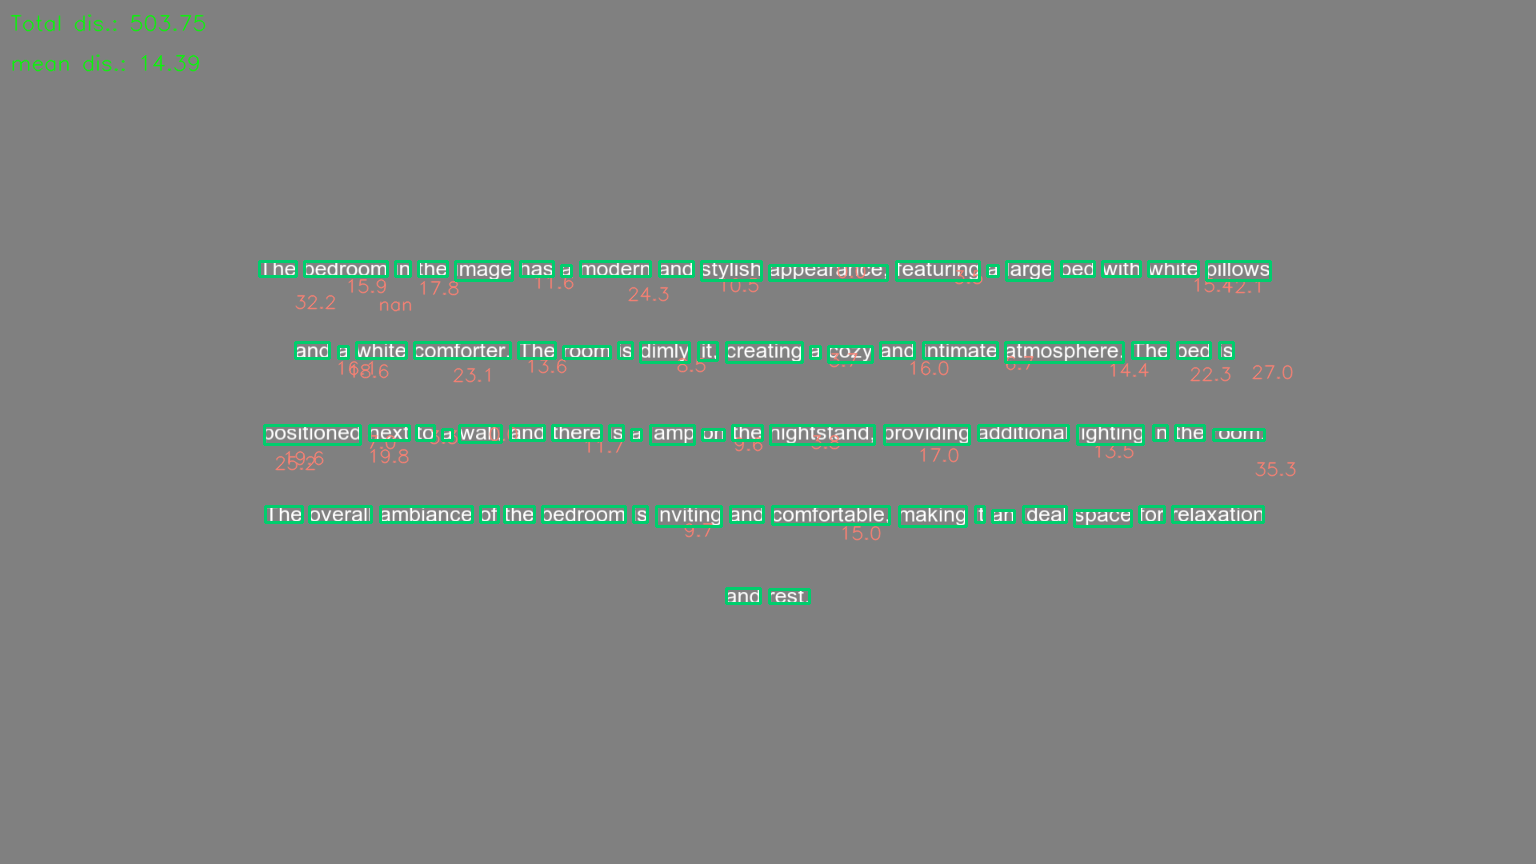 Total dis.: 503.75
mean dis.: 14.39
The bedroom in the image has a modern and stylish appearance, featuring a large bed with white pillows
32.2 15.9 nan 17.8 11.6 24.3 10.5 15.4 2.1
and a white comforter. The room is dimly lit, creating a cozy and intimate atmosphere. The bed is
18.6 23.1 13.6 8.5 16.0 6.7 14.4 22.3 27.0
positioned next to a wall, and there is a lamp on the nightstand, providing additional lighting in the room.
25.2 19.6 19.8 11.7 9.6 17.0 13.5 35.3
The overall ambiance of the bedroom is inviting and comfortable, making it an ideal space for relaxation
9.7 15.0
and rest.